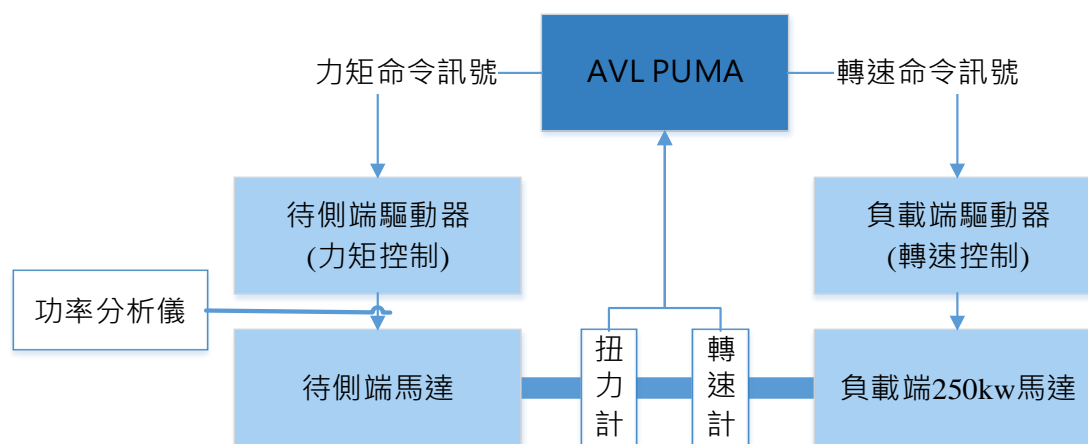 力矩命令訊號
AVL PUMA
轉速命令訊號
待側端驅動器
(力矩控制)
負載端驅動器
(轉速控制)
功率分析儀
待側端馬達
扭力計
轉速計
負載端250kw馬達